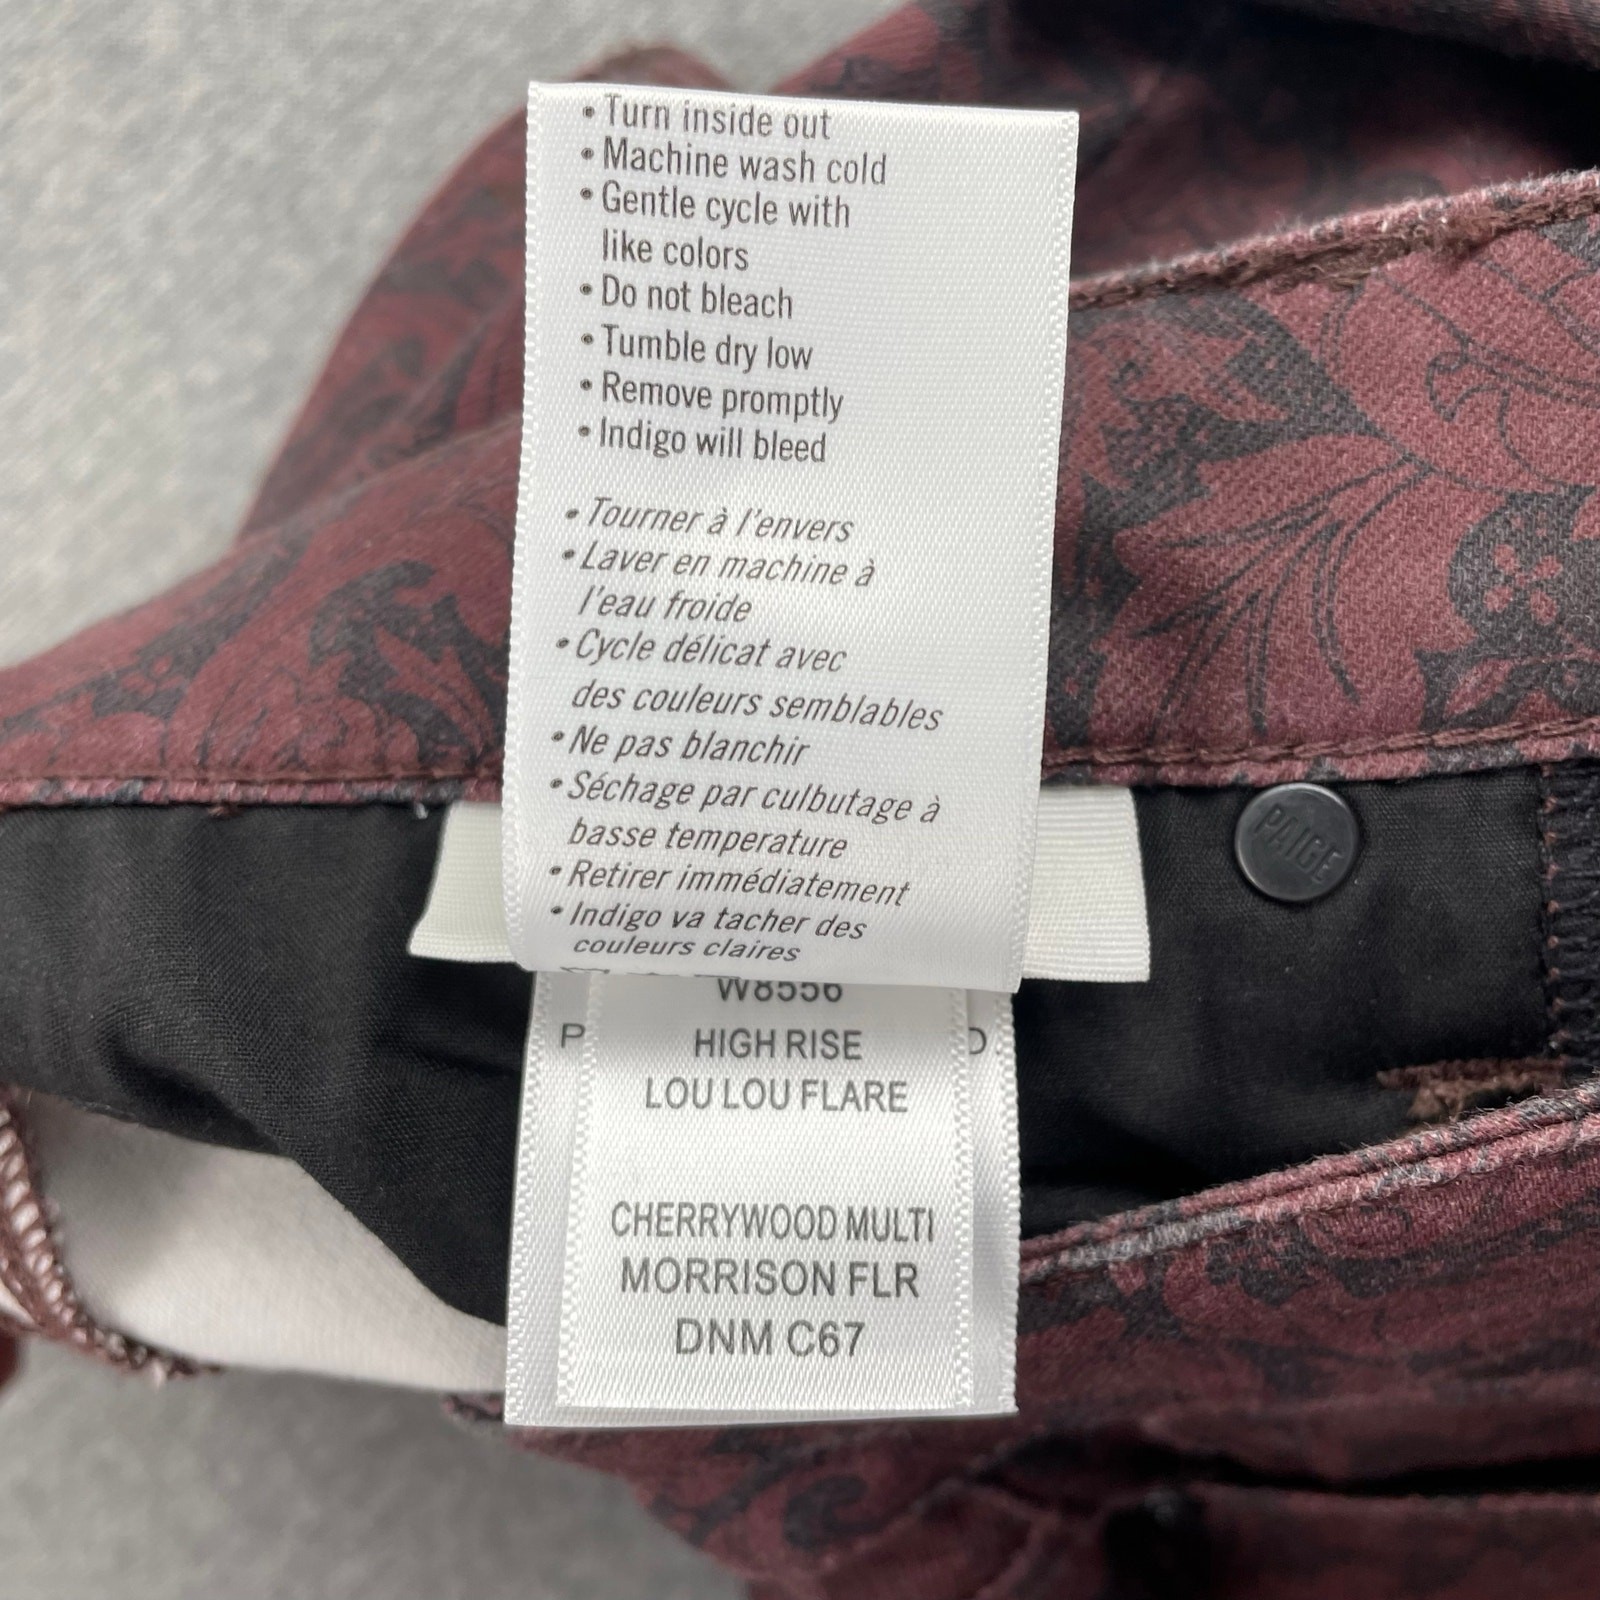 • Turn inside out
• Machine wash cold
• Gentle cycle with
like colors
• Do not bleach
• Tumble dry low
• Remove promptly
• Indigo will bleed
• Tourner à l'envers
• Laver en machine à
l'eau froide
• Cycle délicat avec
des couleurs semblables
• Ne pas blanchir
• Séchage par culbutage à
basse temperature
• Retirer immédiatement
• Indigo va tacher des
couleurs claires
PAIGE
W8556
HIGH RISE
LOU LOU FLARE
CHERRYWOOD MULTI
MORRISON FLR
DNM C67